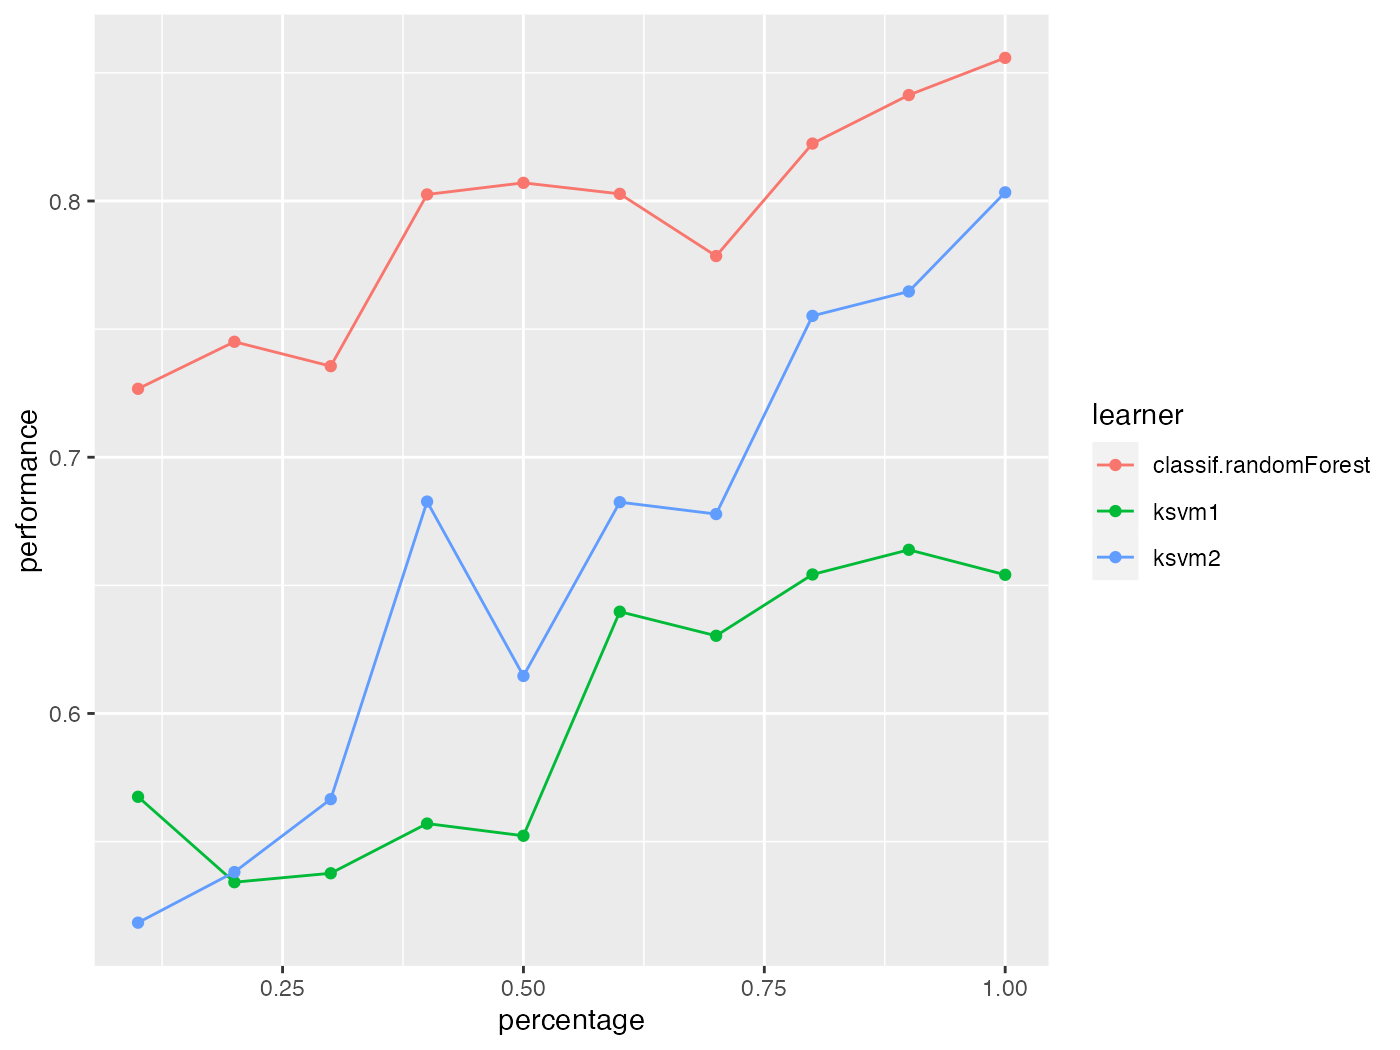 performance
0.8
0.7
0.6
0.25
0.50
0.75
1.00
percentage
learner
classif.randomForest
ksvm1
ksvm2